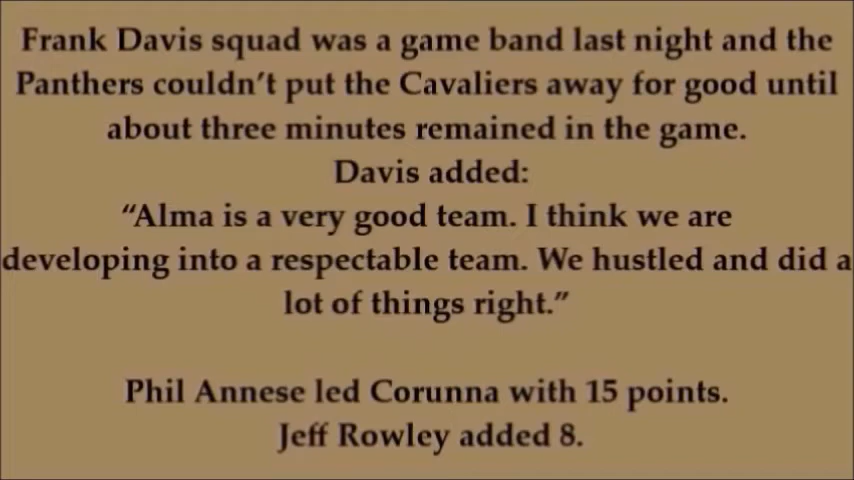 Frank Davis squad was a game band last night and the
Panthers couldn't put the Cavaliers away for good until
about three minutes remained in the game.
Davis added:
“Alma is a very good team. I think we are
developing into a respectable team. We hustled and did a
lot of things right.”
Phil Annese led Corunna with 15 points.
Jeff Rowley added 8.